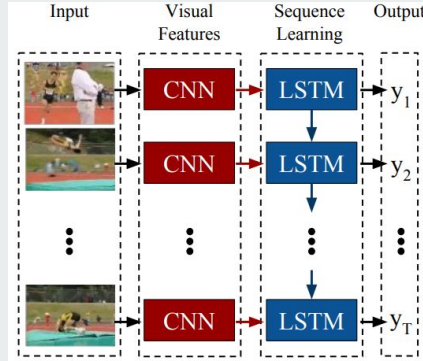 Input Visual Features Sequence Learning Output
CNN LSTM y1
CNN LSTM y2
CNN LSTM yT